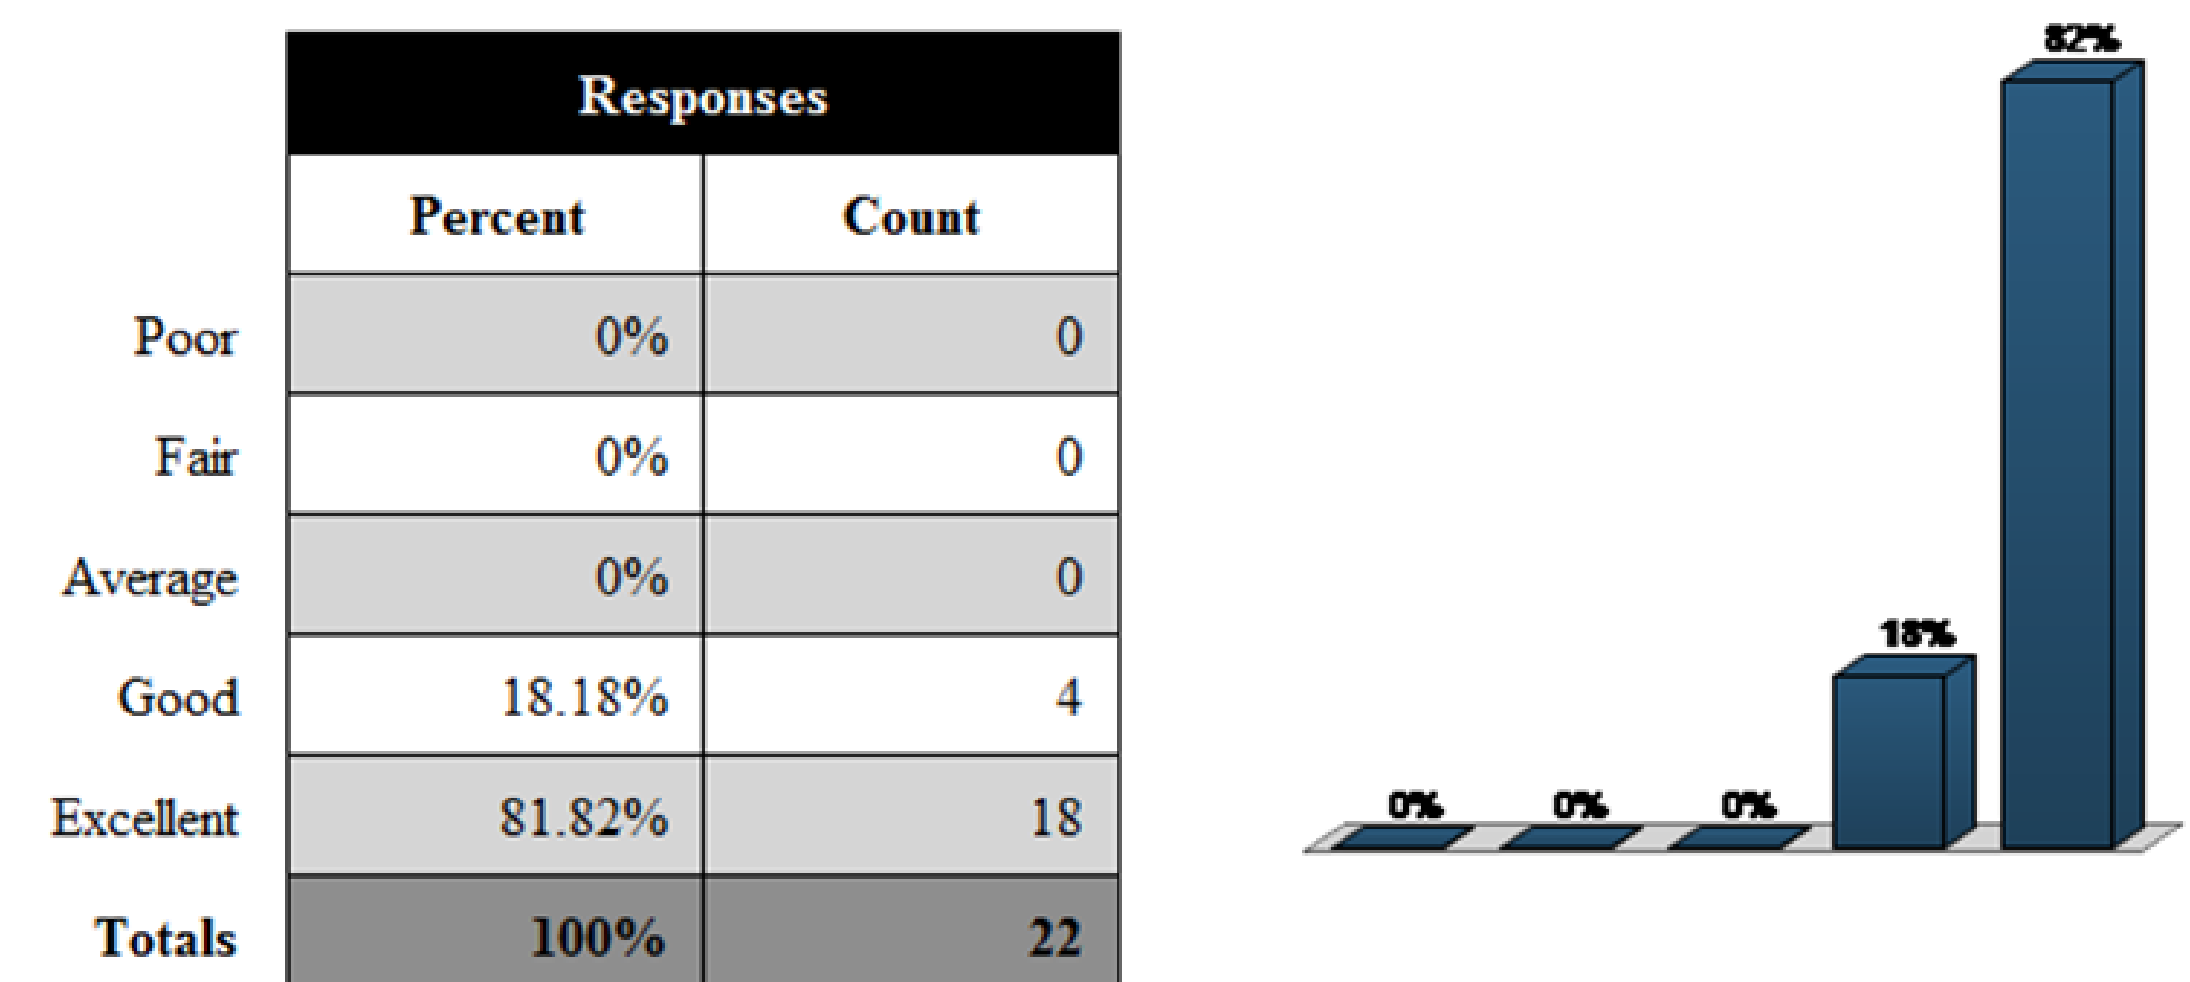 Responses
Percent Count
Poor 0% 0
Fair 0% 0
Average 0% 0
Good 18.18% 4
Excellent 81.82% 18
Totals 100% 22
82%
18%
0% 0% 0%